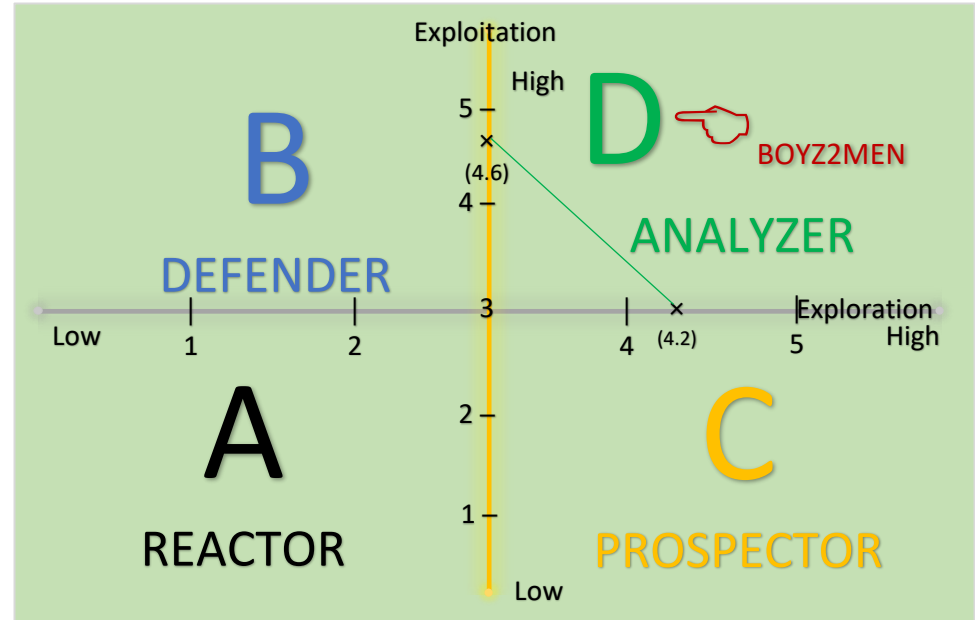 Exploitation
High
5
D
B
BOYZ2MEN
(4.6)
4
ANALYZER
DEFENDER
3
Exploration
Low
1
2
4
(4.2)
5
High
A
2
C
1
REACTOR
PROSPECTOR
Low